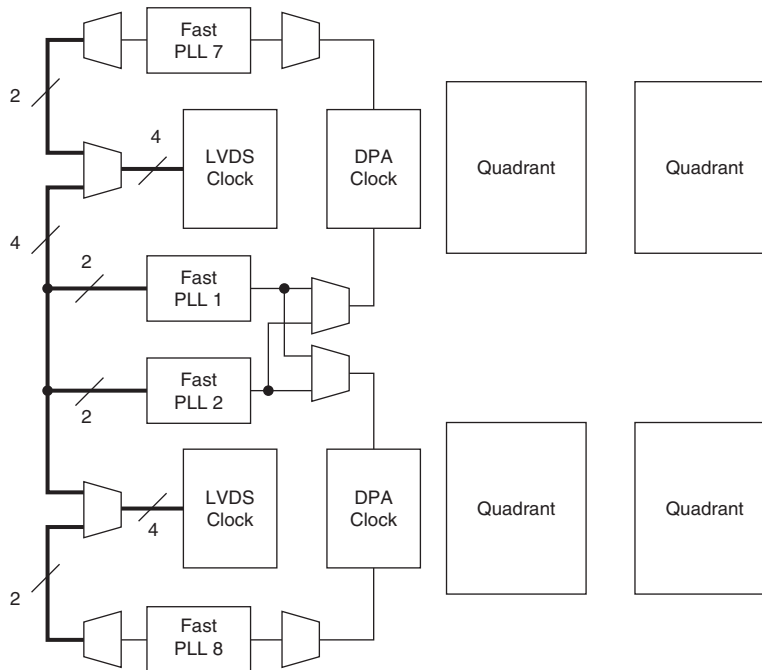 Fast
PLL 7
2
4
LVDS
Clock
DPA
Clock
Quadrant
Quadrant
4
2
Fast
PLL 1
Fast
PLL 2
2
LVDS
Clock
DPA
Clock
Quadrant
Quadrant
4
2
Fast
PLL 8